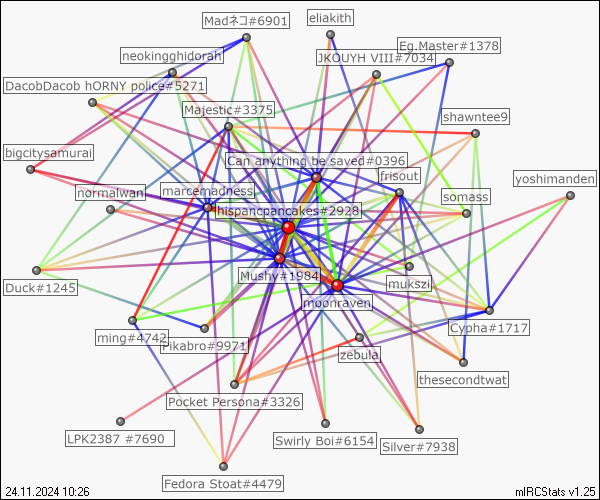 Madネコ#6901
eliakith
Eg.Master#1378
neokingghidorah
JKOUYH VIII#7034
DacobDacob hORNY police#5271
Majestic#3375
shawntee9
bigcitysamurai
Can anything be saved#0396
frisout
yoshimanden
normalwan
marcemadness
somass
hispancpancakes#2928
Duck#1245
Mushy#1984
mukszi
moonraven
Cypha#1717
ming#4742
Pikabro#9971
zebula
thesecondtwat
Pocket Persona#3326
LPK2387 #7690
Swirly Boi#6154
Silver#7938
Fedora Stoat#4479
24.11.2024 10:26
mIRCStats v1.25